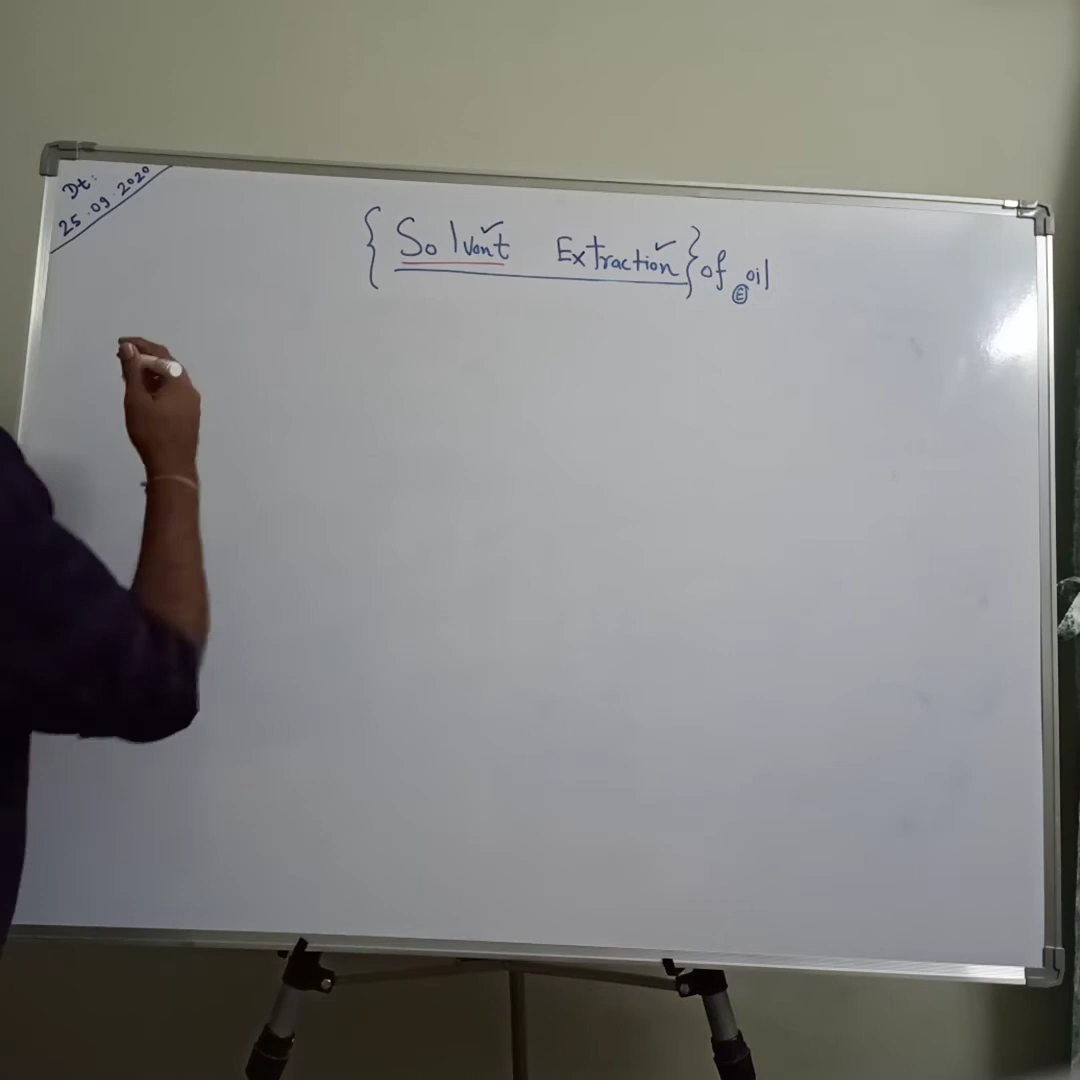 Dt:
25.09.2020
{ Solvent Extraction } of oil
E